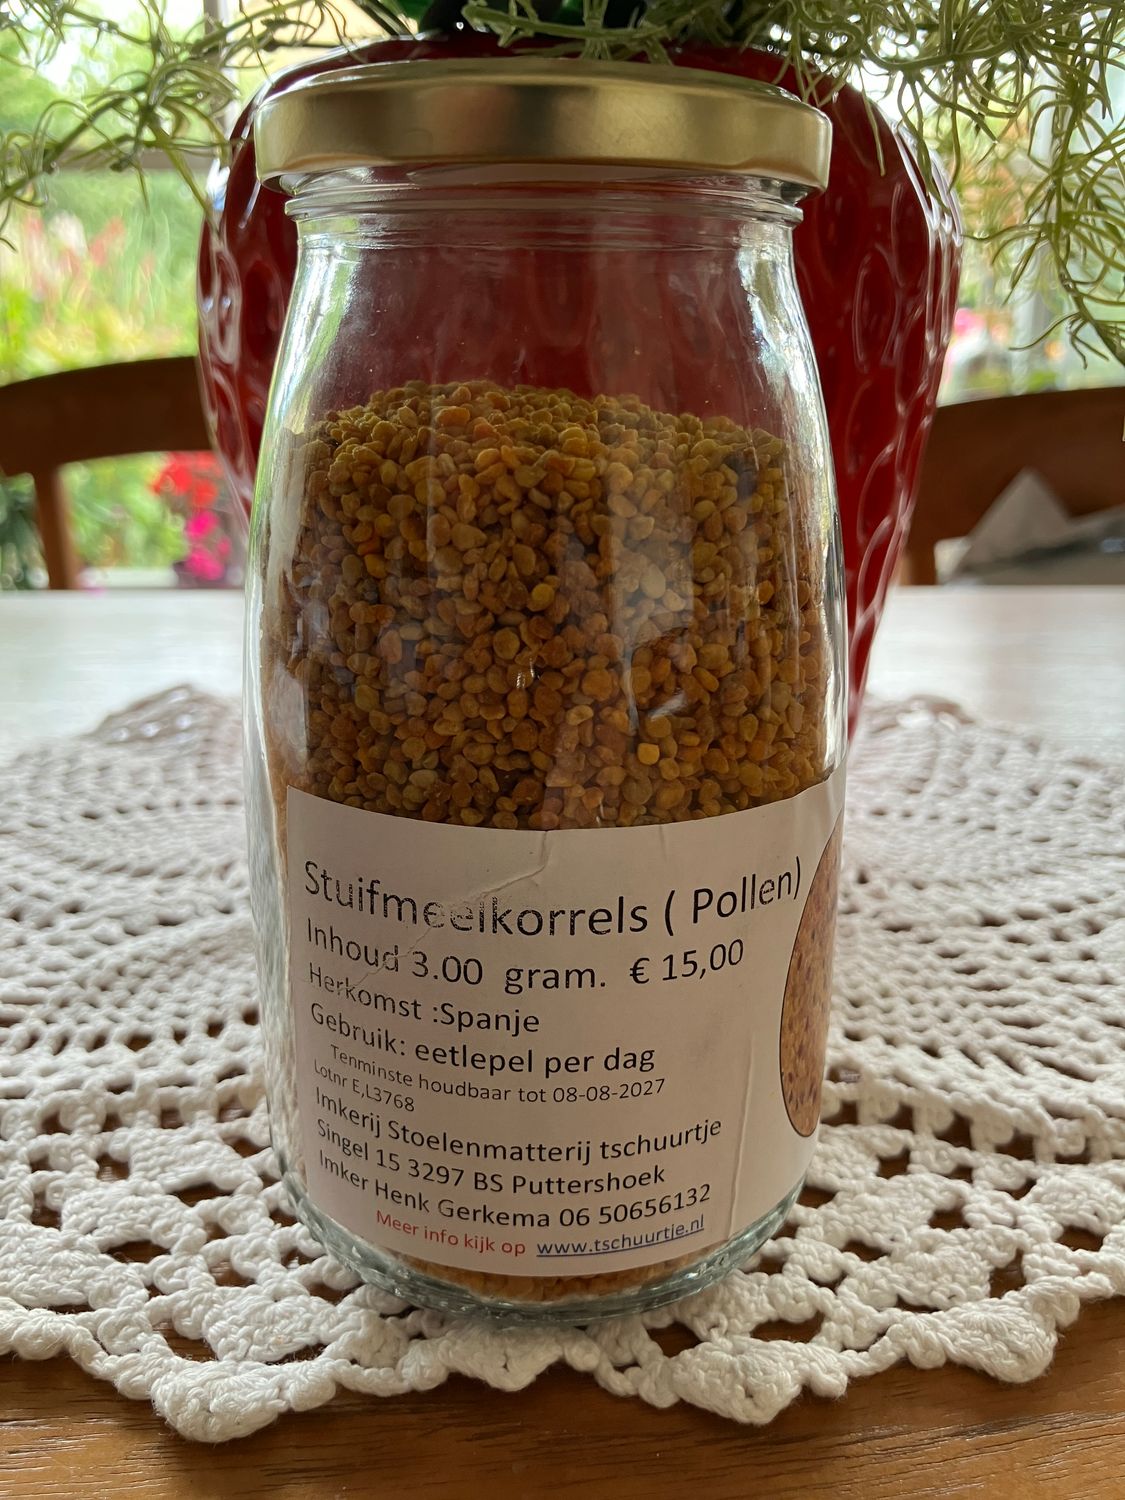 Stuifmeelkorrels ( Pollen)
Inhoud 3.00 gram. € 15,00
Herkomst :Spanje
Gebruik: eetlepel per dag
Tenminste houdbaar tot 08-08-2027
Lotnr E,L3768
Imkerij Stoelenmatterij tschuurtje
Singel 15 3297 BS Puttershoek
Imker Henk Gerkema 06 50656132
Meer info kijk op www.tschuurtje.nl